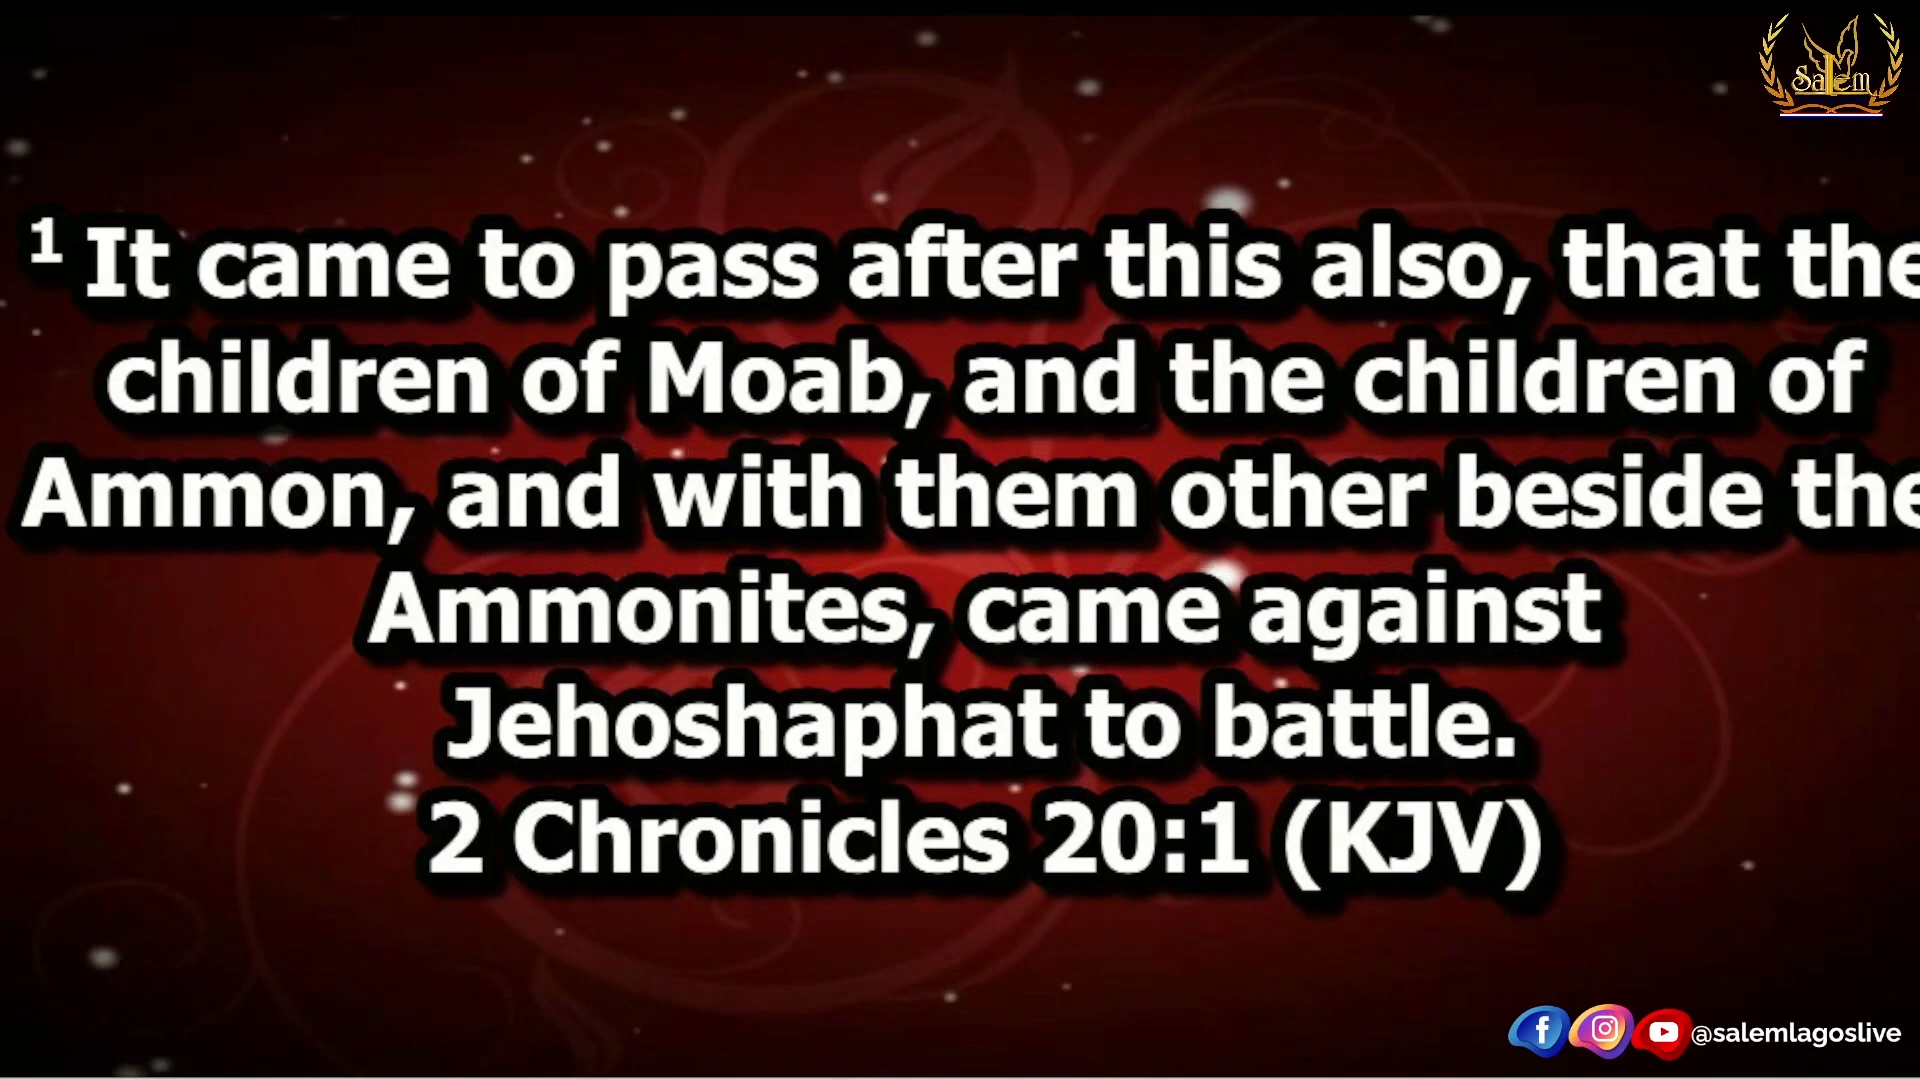 Salem
1 It came to pass after this also, that the
children of Moab, and the children of
Ammon, and with them other beside the
Ammonites, came against
Jehoshaphat to battle.
2 Chronicles 20:1 (KJV)
@salemlagoslive